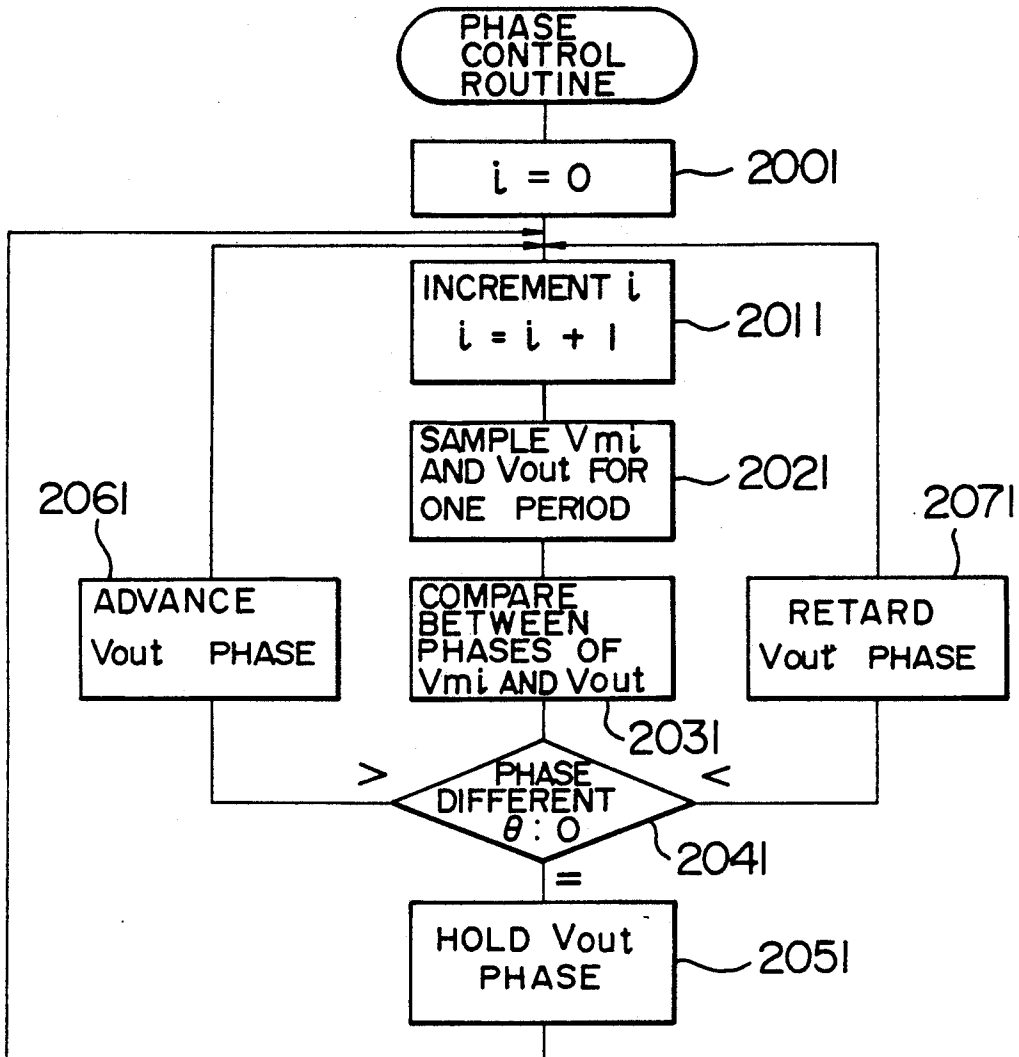 PHASE
CONTROL
ROUTINE
i = 0
2001
INCREMENT i
i = i + 1
2011
SAMPLE Vmi
AND Vout FOR
ONE PERIOD
2021
2061
ADVANCE
Vout PHASE
COMPARE
BETWEEN
PHASES OF
Vmi AND Vout
2031
2071
RETARD
Vout PHASE
>
PHASE
DIFFERENT
θ : 0
<
2041
=
HOLD Vout
PHASE
2051